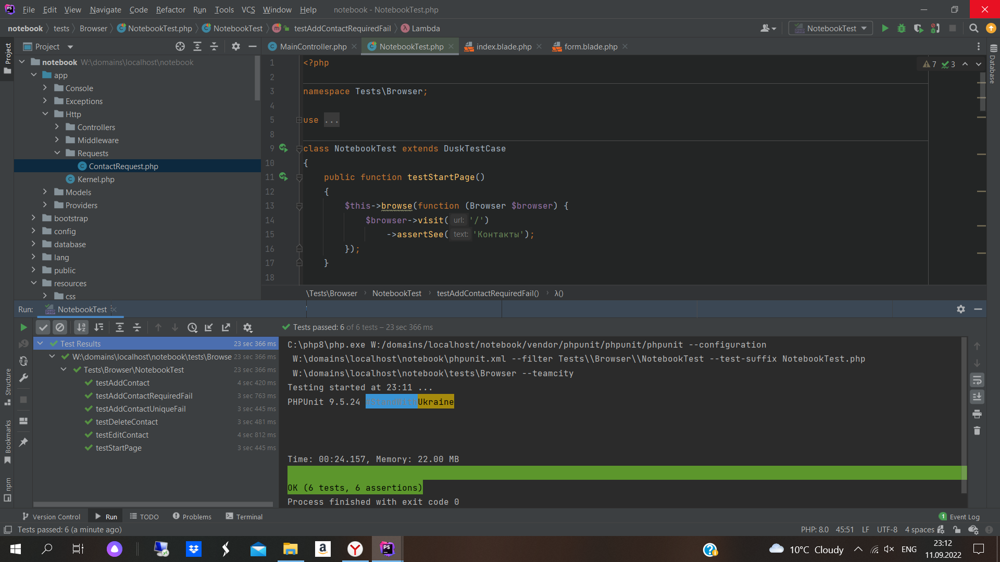 File Edit View Navigate Code Refactor Run Tools VCS Window Help notebook - NotebookTest.php
notebook tests Browser NotebookTest.php NotebookTest testAddContactRequiredFail Lambda
NotebookTest
Project
MainController.php NotebookTest.php index.blade.php form.blade.php
Project
Database
notebook W:\domains\localhost\notebook
app
Console
Exceptions
Http
Controllers
Middleware
Requests
ContactRequest.php
Kernel.php
Models
Providers
bootstrap
config
database
lang
public
resources
css
7 3
1 <?php
2
3 namespace Tests\Browser;
4
5 use ...
8
9 class NotebookTest extends DuskTestCase
10 {
11 public function testStartPage()
12 {
13 $this->browse(function (Browser $browser) {
14 $browser->visit( url: '/')
15 ->assertSee( text: 'Контакты');
16 });
17 }
18
\Tests\Browser NotebookTest testAddContactRequiredFail() λ()
Run: NotebookTest
Tests passed: 6 of 6 tests – 23 sec 366 ms
Test Results 23 sec 366 ms
W:\domains\localhost\notebook\tests\Browse 23 sec 366 ms
Tests\Browser\NotebookTest 23 sec 366 ms
testAddContact 4 sec 420 ms
testAddContactRequiredFail 3 sec 763 ms
testAddContactUniqueFail 3 sec 445 ms
testDeleteContact 3 sec 481 ms
testEditContact 4 sec 812 ms
testStartPage 3 sec 445 ms
C:\php8\php.exe W:/domains/localhost/notebook/vendor/phpunit/phpunit/phpunit --configuration
W:\domains\localhost\notebook\phpunit.xml --filter Tests\\Browser\\NotebookTest --test-suffix NotebookTest.php
W:\domains\localhost\notebook\tests\Browser --teamcity
Testing started at 23:11 ...
PHPUnit 9.5.24 #StandWithUkraine
Time: 00:24.157, Memory: 22.00 MB
OK (6 tests, 6 assertions)
Process finished with exit code 0
Structure
Bookmarks
npm
Version Control Run TODO Problems Terminal
1 Event Log
Tests passed: 6 (a minute ago)
PHP: 8.0 45:51 LF UTF-8 4 spaces
10°C Cloudy ENG
23:12
11.09.2022